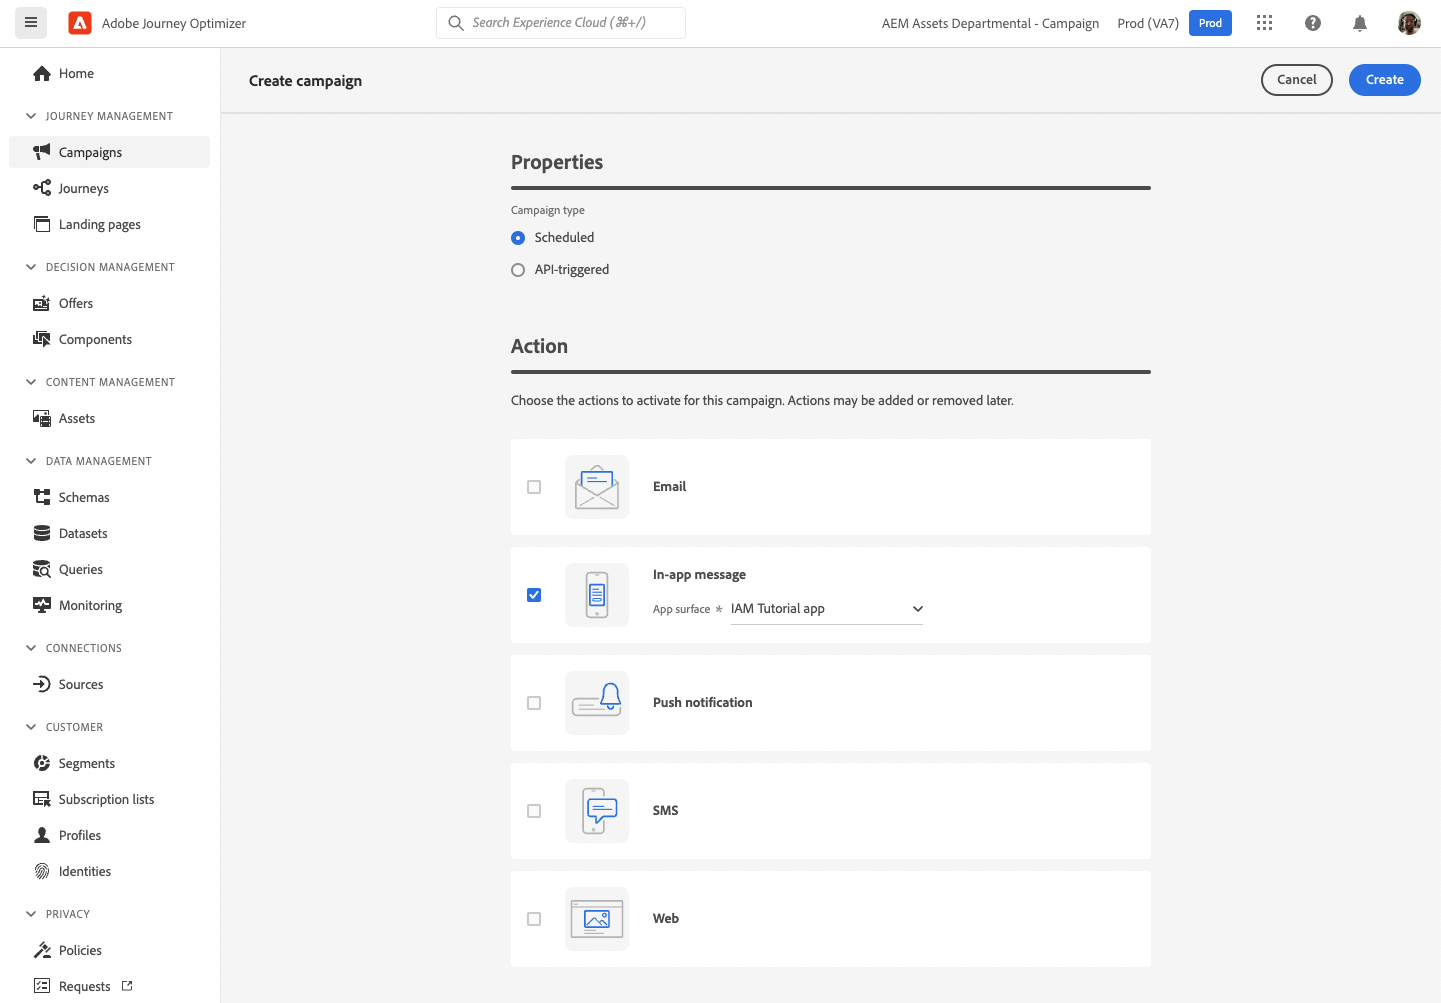 Adobe Journey Optimizer
Search Experience Cloud (⌘+/)
AEM Assets Departmental - Campaign
Prod (VA7)
Prod
Home
JOURNEY MANAGEMENT
Campaigns
Journeys
Landing pages
DECISION MANAGEMENT
Offers
Components
CONTENT MANAGEMENT
Assets
DATA MANAGEMENT
Schemas
Datasets
Queries
Monitoring
CONNECTIONS
Sources
CUSTOMER
Segments
Subscription lists
Profiles
Identities
PRIVACY
Policies
Requests
Create campaign
Cancel
Create
Properties
Campaign type
Scheduled
API-triggered
Action
Choose the actions to activate for this campaign. Actions may be added or removed later.
Email
In-app message
App surface * IAM Tutorial app
Push notification
SMS
Web